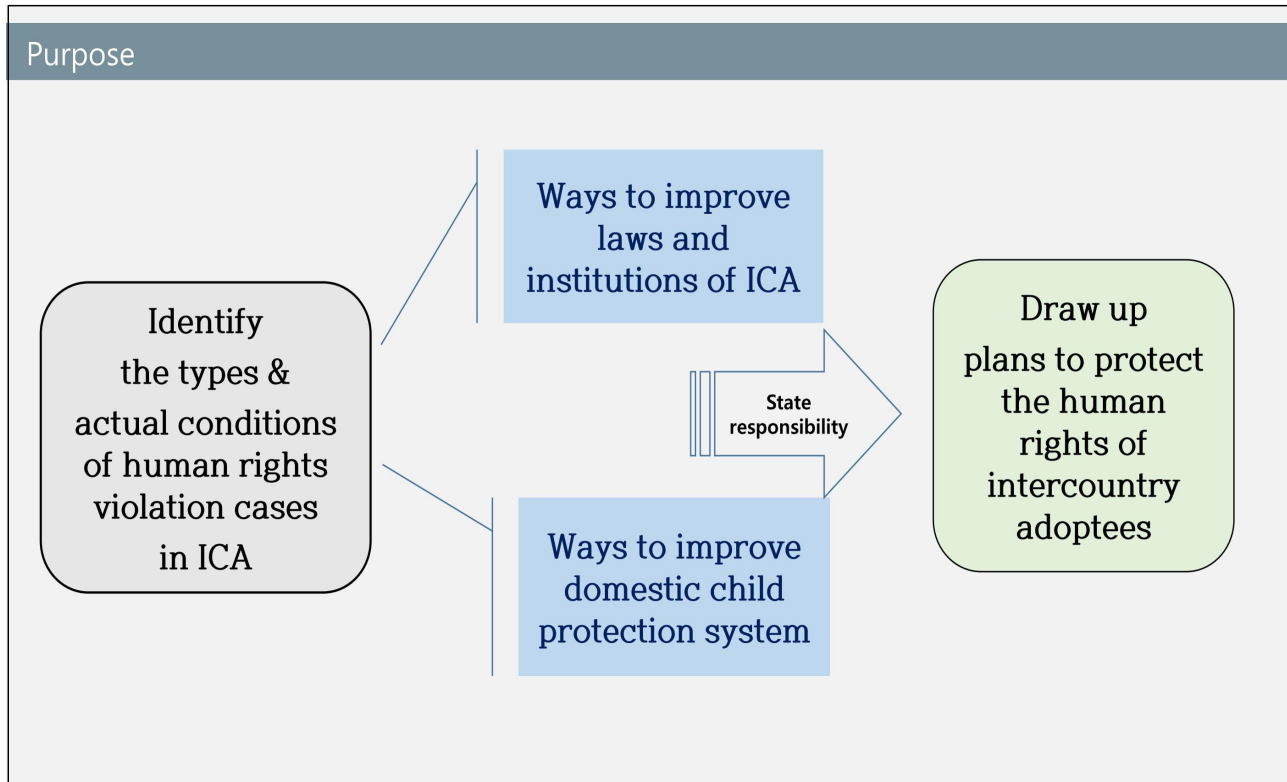 Purpose
Identify
the types &
actual conditions
of human rights
violation cases
in ICA
Ways to improve
laws and
institutions of ICA
Ways to improve
domestic child
protection system
State
responsibility
Draw up
plans to protect
the human
rights of
intercountry
adoptees